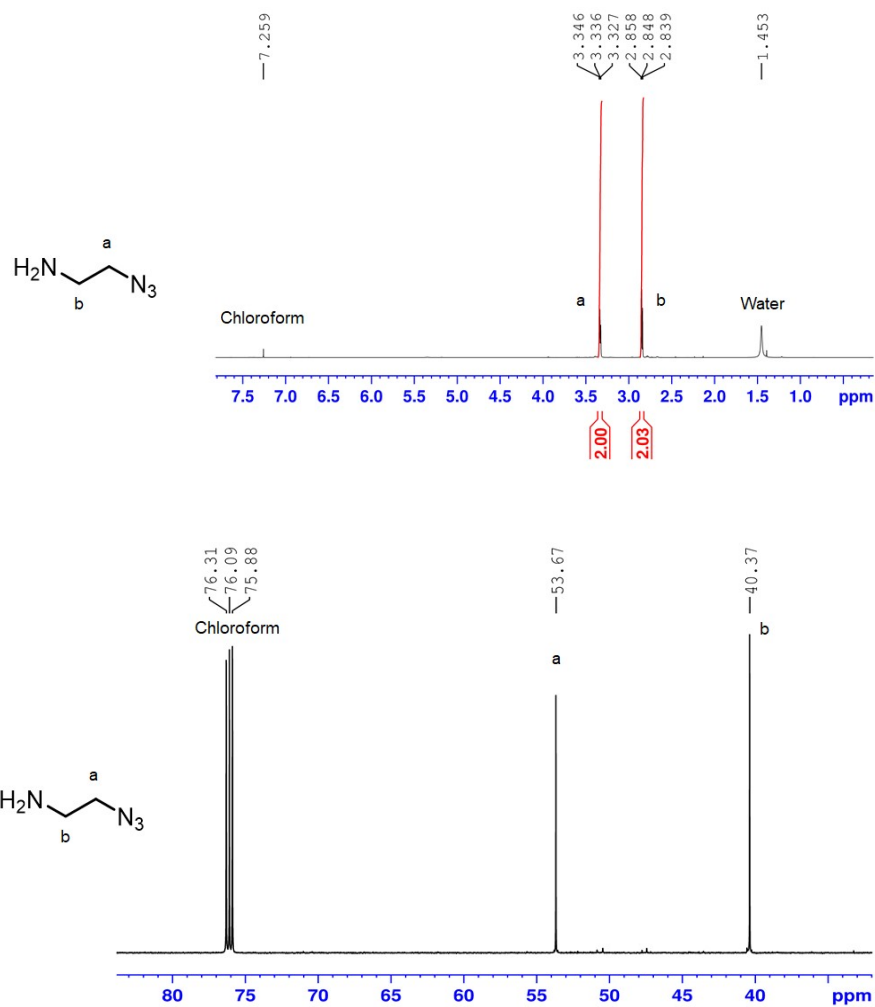 7.259
3.346
3.336
3.327
2.858
2.848
2.839
1.453
a
H₂N
N₃
b
Chloroform
a
b
Water
7.5 7.0 6.5 6.0 5.5 5.0 4.5 4.0 3.5 3.0 2.5 2.0 1.5 1.0 ppm
2.00
2.03
76.31
76.09
75.88
53.67
40.37
Chloroform
a
b
a
H₂N
N₃
b
80 75 70 65 60 55 50 45 40 35 ppm